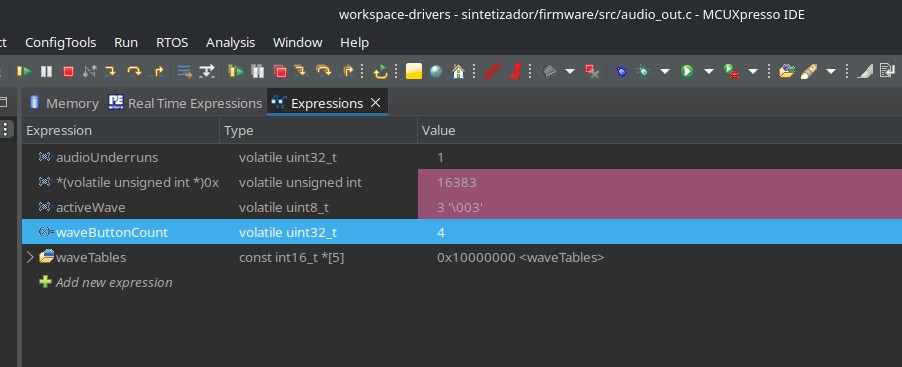 workspace-drivers - sintetizador/firmware/src/audio_out.c - MCUXpresso IDE
ct ConfigTools Run RTOS Analysis Window Help
Memory Real Time Expressions Expressions
Expression Type Value
audioUnderruns volatile uint32_t 1
*(volatile unsigned int *)0x volatile unsigned int 16383
activeWave volatile uint8_t 3 '\003'
waveButtonCount volatile uint32_t 4
waveTables const int16_t *[5] 0x10000000 <waveTables>
Add new expression